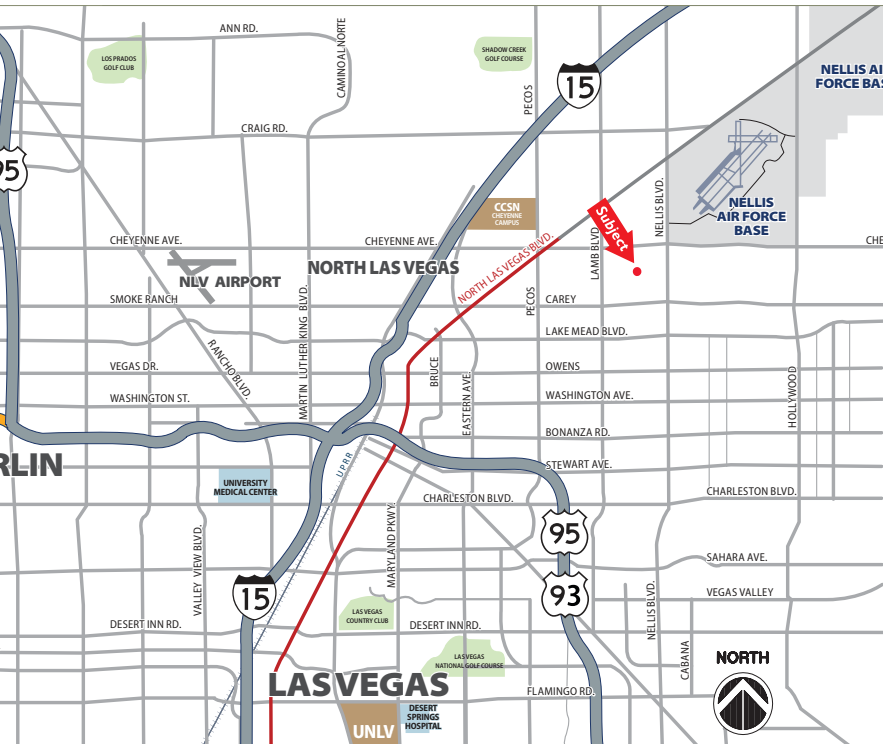 ANN RD.
CAMINO AL NORTE
LOS PRADOS
GOLF CLUB
SHADOW CREEK
GOLF COURSE
15
PECOS
NELLIS AI
FORCE BAS
CRAIG RD.
95
NELLIS BLVD.
CCSN
CHEYENNE
CAMPUS
Subject
NELLIS
AIR FORCE
BASE
CHEYENNE AVE.
CHEYENNE AVE.
CHE
NORTH LAS VEGAS BLVD.
LAMB BLVD
NORTH LAS VEGAS
NLV AIRPORT
SMOKE RANCH
MARTIN LUTHER KING BLVD.
PECOS
CAREY
LAKE MEAD BLVD.
RANCHO BLVD.
VEGAS DR.
BRUCE
EASTERN AVE.
OWENS
HOLLYWOOD
WASHINGTON ST.
WASHINGTON AVE.
BONANZA RD.
RLIN
UPRR
STEWART AVE.
UNIVERSITY
MEDICAL CENTER
CHARLESTON BLVD.
CHARLESTON BLVD.
VALLEY VIEW BLVD.
MARYLAND PKWY.
95
SAHARA AVE.
15
93
VEGAS VALLEY
NELLIS BLVD.
LAS VEGAS
COUNTRY CLUB
DESERT INN RD.
DESERT INN RD.
LAS VEGAS
NATIONAL GOLF COURSE
CABANA
NORTH
LAS VEGAS
FLAMINGO RD.
UNLV
DESERT
SPRINGS
HOSPITAL